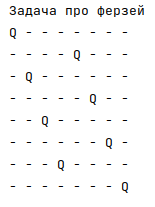 Задача про ферзей
Q - - - - - - -
- - - - Q - - -
- Q - - - - - -
- - - - - Q - -
- - Q - - - - -
- - - - - - Q -
- - - Q - - - -
- - - - - - - Q